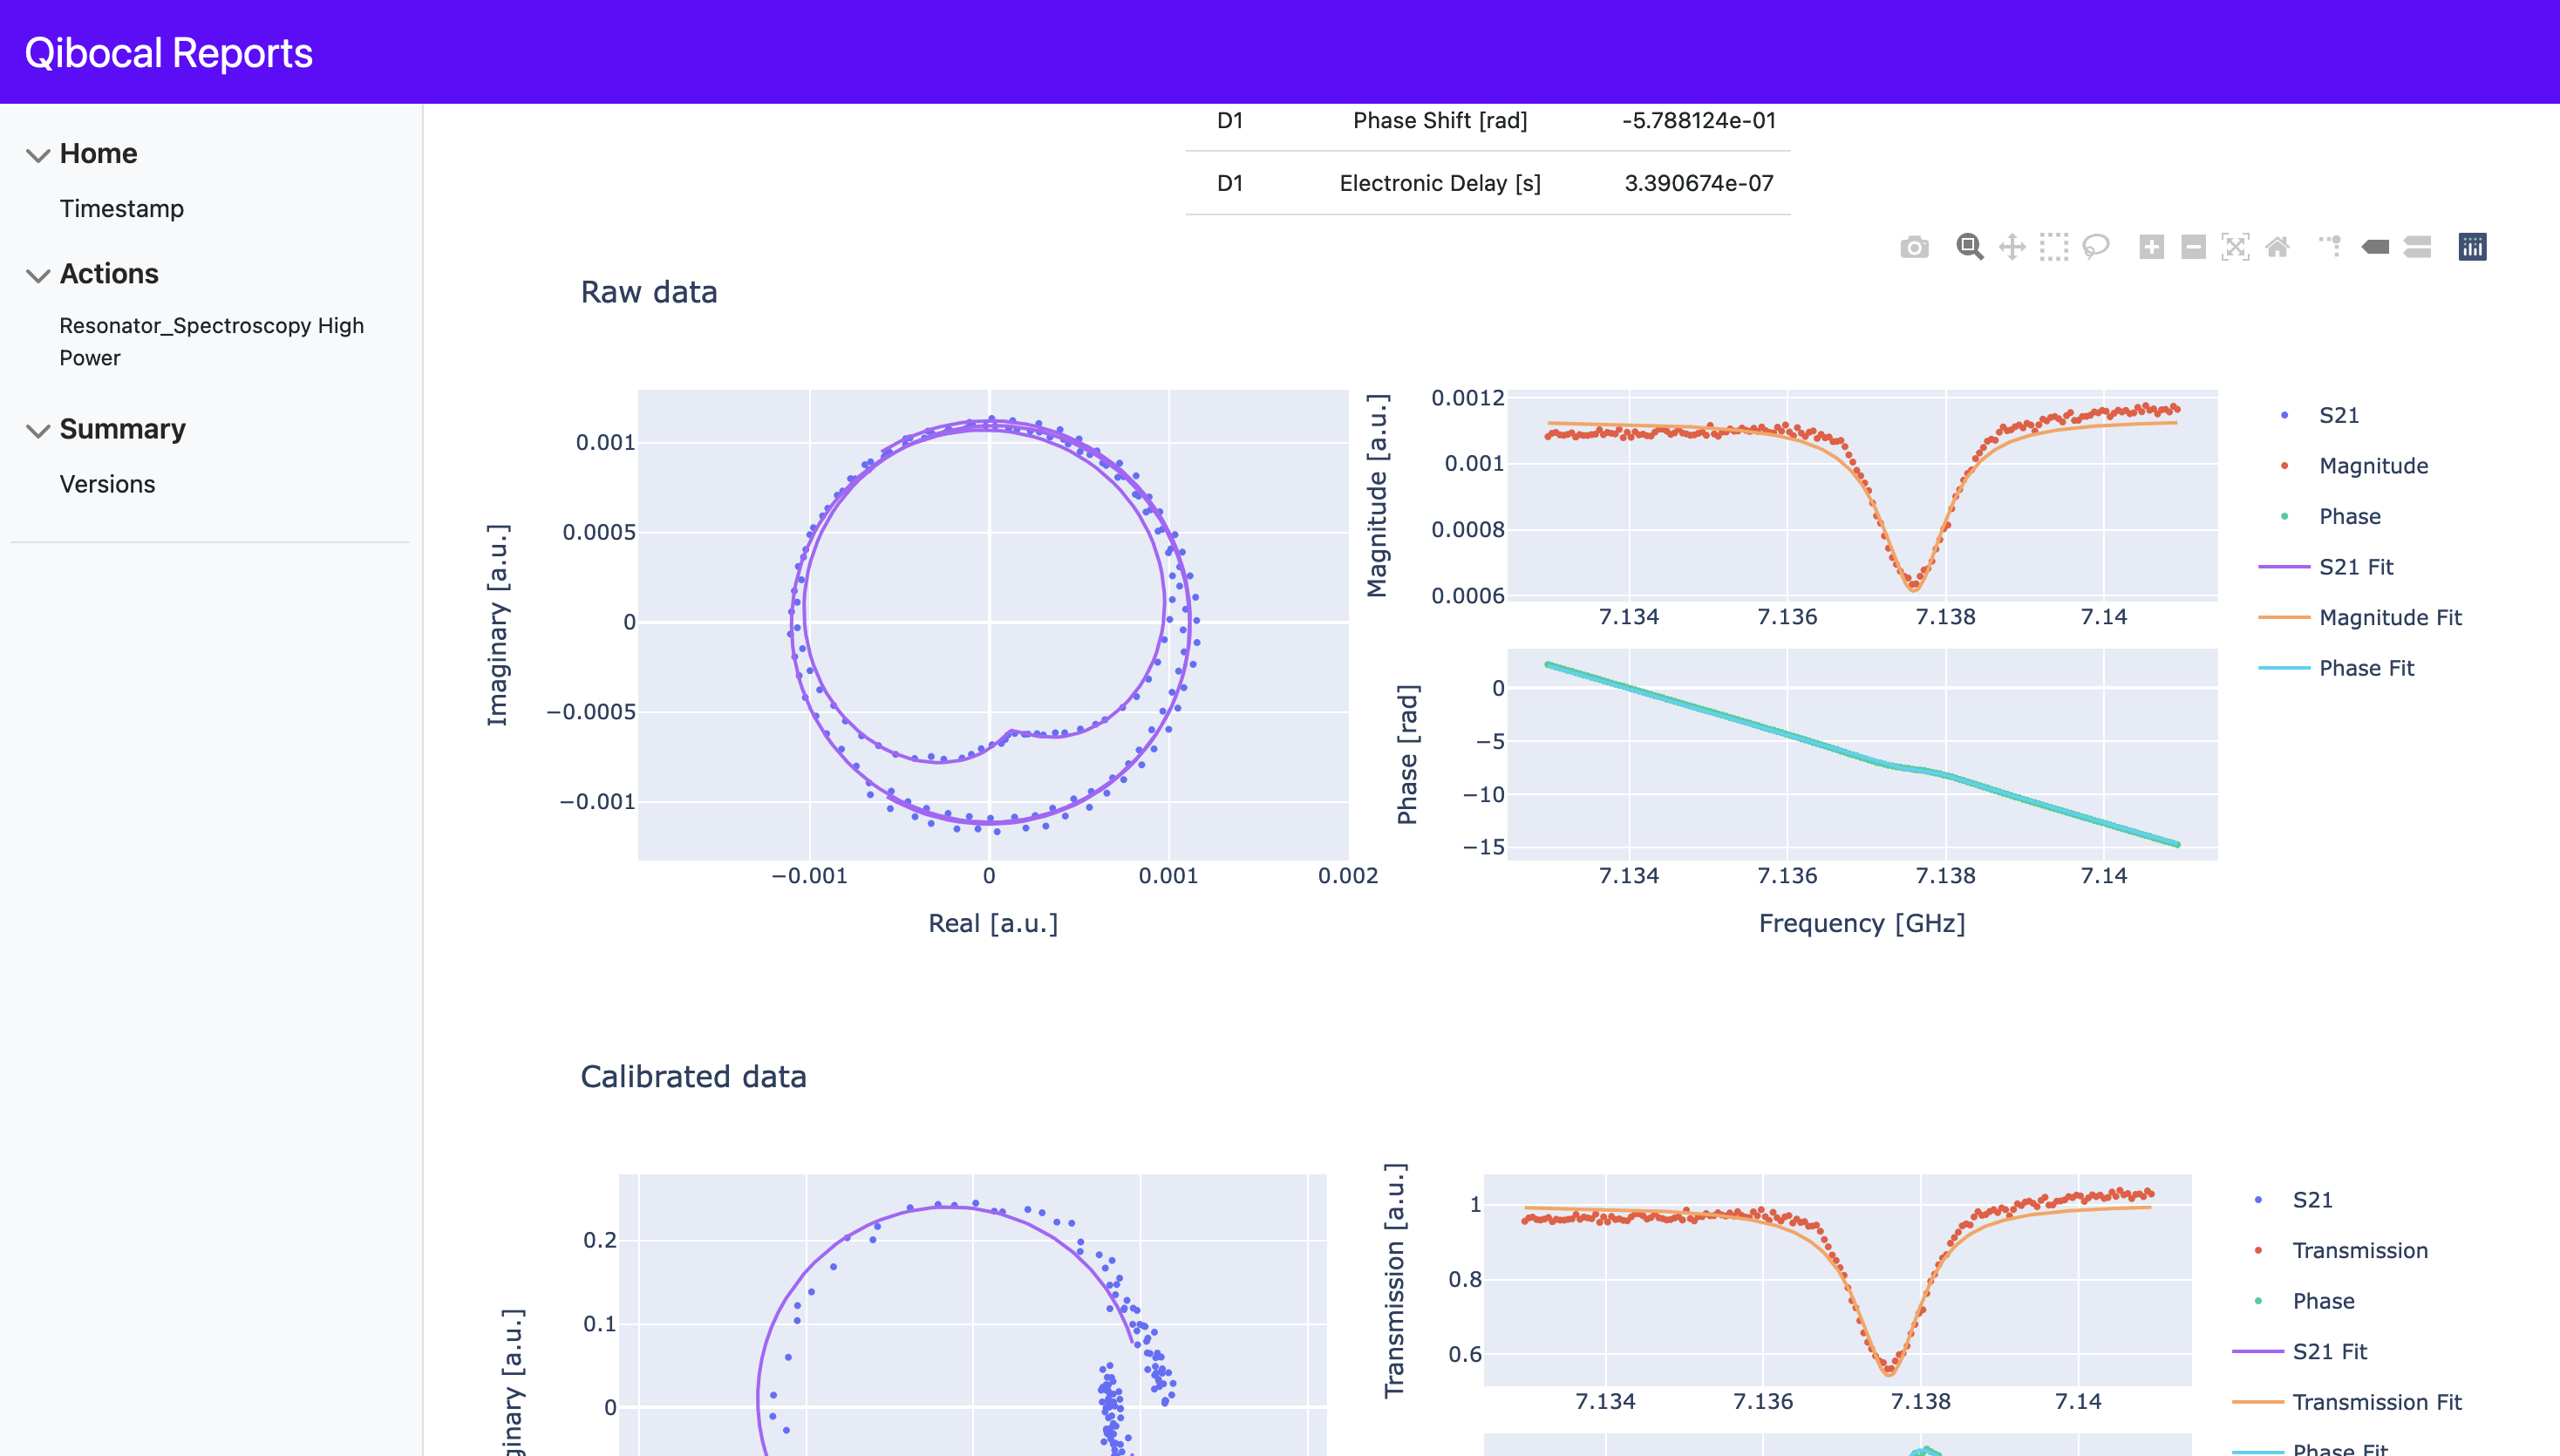 Qibocal Reports
Home
Timestamp
Actions
Resonator_Spectroscopy High
Power
Summary
Versions
D1 Phase Shift [rad] -5.788124e-01
D1 Electronic Delay [s] 3.390674e-07
Raw data
Imaginary [a.u.]
0.001
0.0005
0
−0.0005
−0.001
−0.001 0 0.001 0.002
Real [a.u.]
Magnitude [a.u.]
0.0012
0.001
0.0008
0.0006
7.134 7.136 7.138 7.14
Phase [rad]
0
−5
−10
−15
7.134 7.136 7.138 7.14
Frequency [GHz]
S21
Magnitude
Phase
S21 Fit
Magnitude Fit
Phase Fit
Calibrated data
ginary [a.u.]
0.2
0.1
0
Transmission [a.u.]
1
0.8
0.6
7.134 7.136 7.138 7.14
S21
Transmission
Phase
S21 Fit
Transmission Fit
Phase Fit